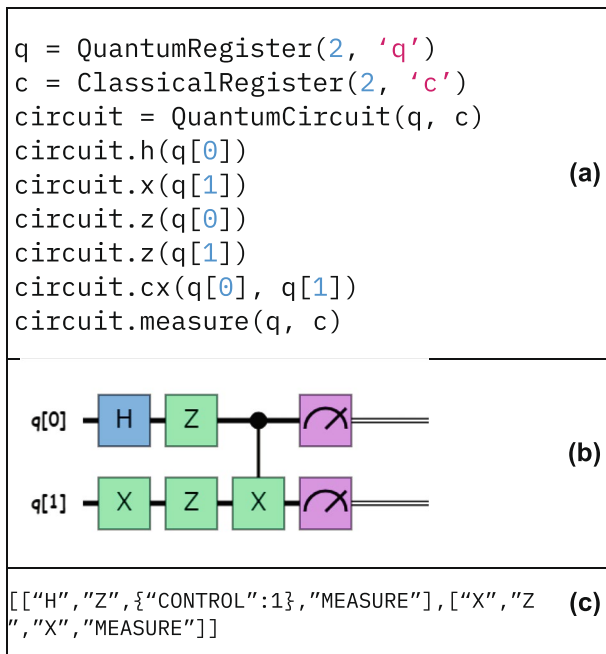 q = QuantumRegister(2, ‘q’)
c = ClassicalRegister(2, ‘c’)
circuit = QuantumCircuit(q, c)
circuit.h(q[0])
circuit.x(q[1])
(a)
circuit.z(q[0])
circuit.z(q[1])
circuit.cx(q[0], q[1])
circuit.measure(q, c)
q[0] H Z
(b)
q[1] X Z X
[[“H”,”Z”,{“CONTROL”:1},”MEASURE”],[“X”,”Z (c)
”,”X”,”MEASURE”]]